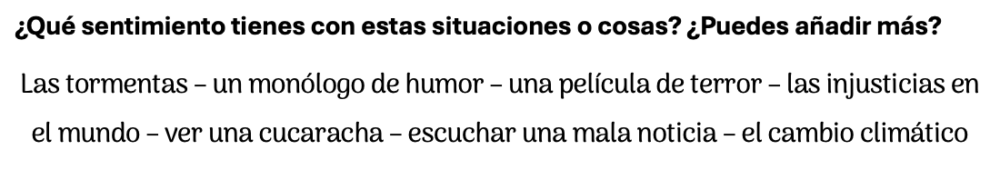 ¿Qué sentimiento tienes con estas situaciones o cosas? ¿Puedes añadir más?
Las tormentas – un monólogo de humor – una película de terror – las injusticias en
el mundo – ver una cucaracha – escuchar una mala noticia – el cambio climático